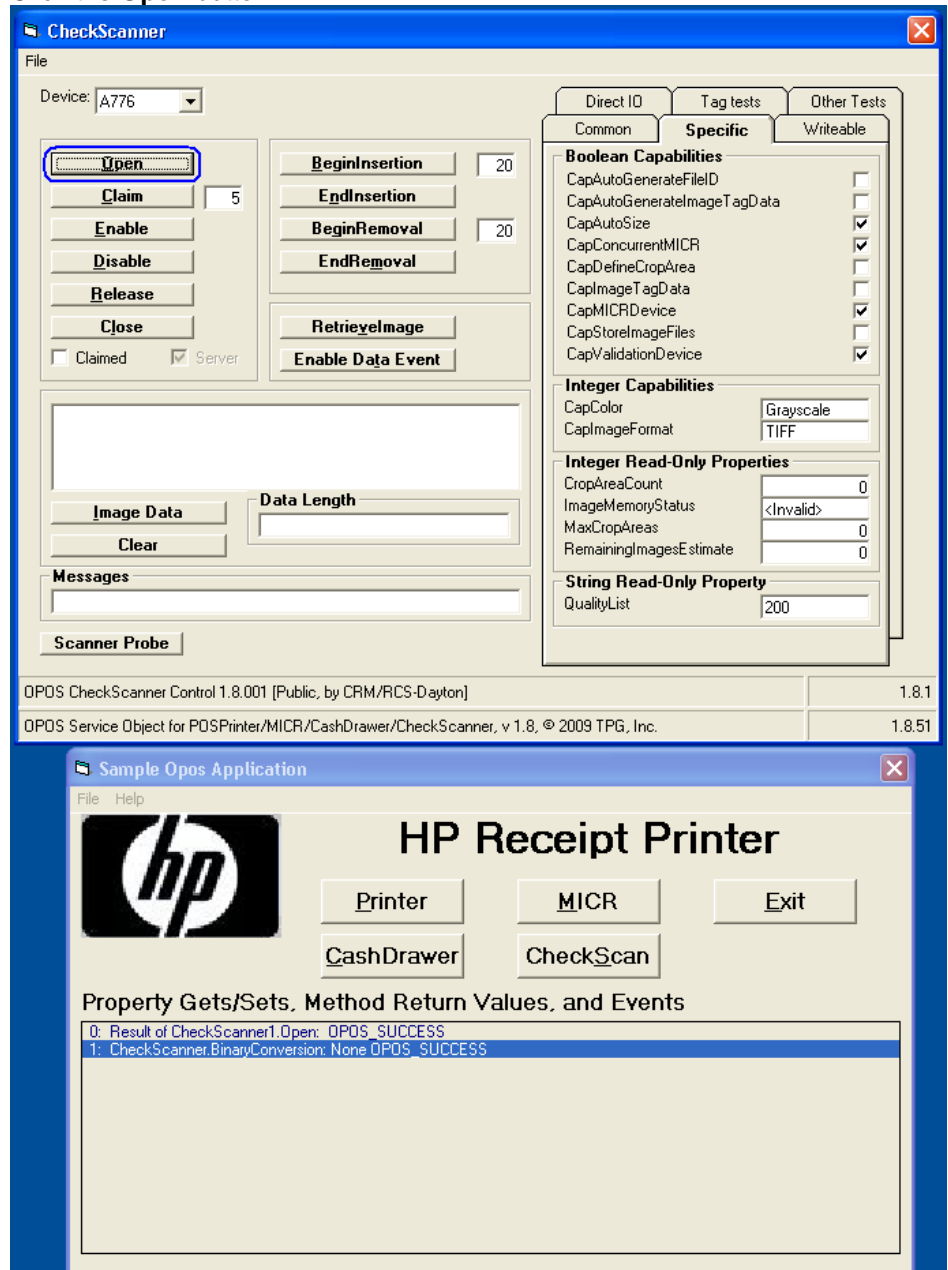 CheckScanner
File
Device: A776
Open
Claim 5
Enable
Disable
Release
Close
Claimed Server
BeginInsertion 20
EndInsertion
BeginRemoval 20
EndRemoval
RetrieveImage
Enable Data Event
Image Data
Clear
Data Length
Messages
Scanner Probe
Direct IO Tag tests Other Tests
Common Specific Writeable
Boolean Capabilities
CapAutoGenerateFileID
CapAutoGenerateImageTagData
CapAutoSize
CapConcurrentMICR
CapDefineCropArea
CapImageTagData
CapMICRDevice
CapStoreImageFiles
CapValidationDevice
Integer Capabilities
CapColor Grayscale
CapImageFormat TIFF
Integer Read-Only Properties
CropAreaCount 0
ImageMemoryStatus <Invalid>
MaxCropAreas 0
RemainingImagesEstimate 0
String Read-Only Property
QualityList 200
OPOS CheckScanner Control 1.8.001 [Public, by CRM/RCS-Dayton] 1.8.1
OPOS Service Object for POSPrinter/MICR/CashDrawer/CheckScanner, v 1.8, © 2009 TPG, Inc. 1.8.51
Sample Opos Application
File Help
hp
HP Receipt Printer
Printer MICR Exit
CashDrawer CheckScan
Property Gets/Sets, Method Return Values, and Events
0: Result of CheckScanner1.Open: OPOS_SUCCESS
1: CheckScanner.BinaryConversion: None OPOS_SUCCESS